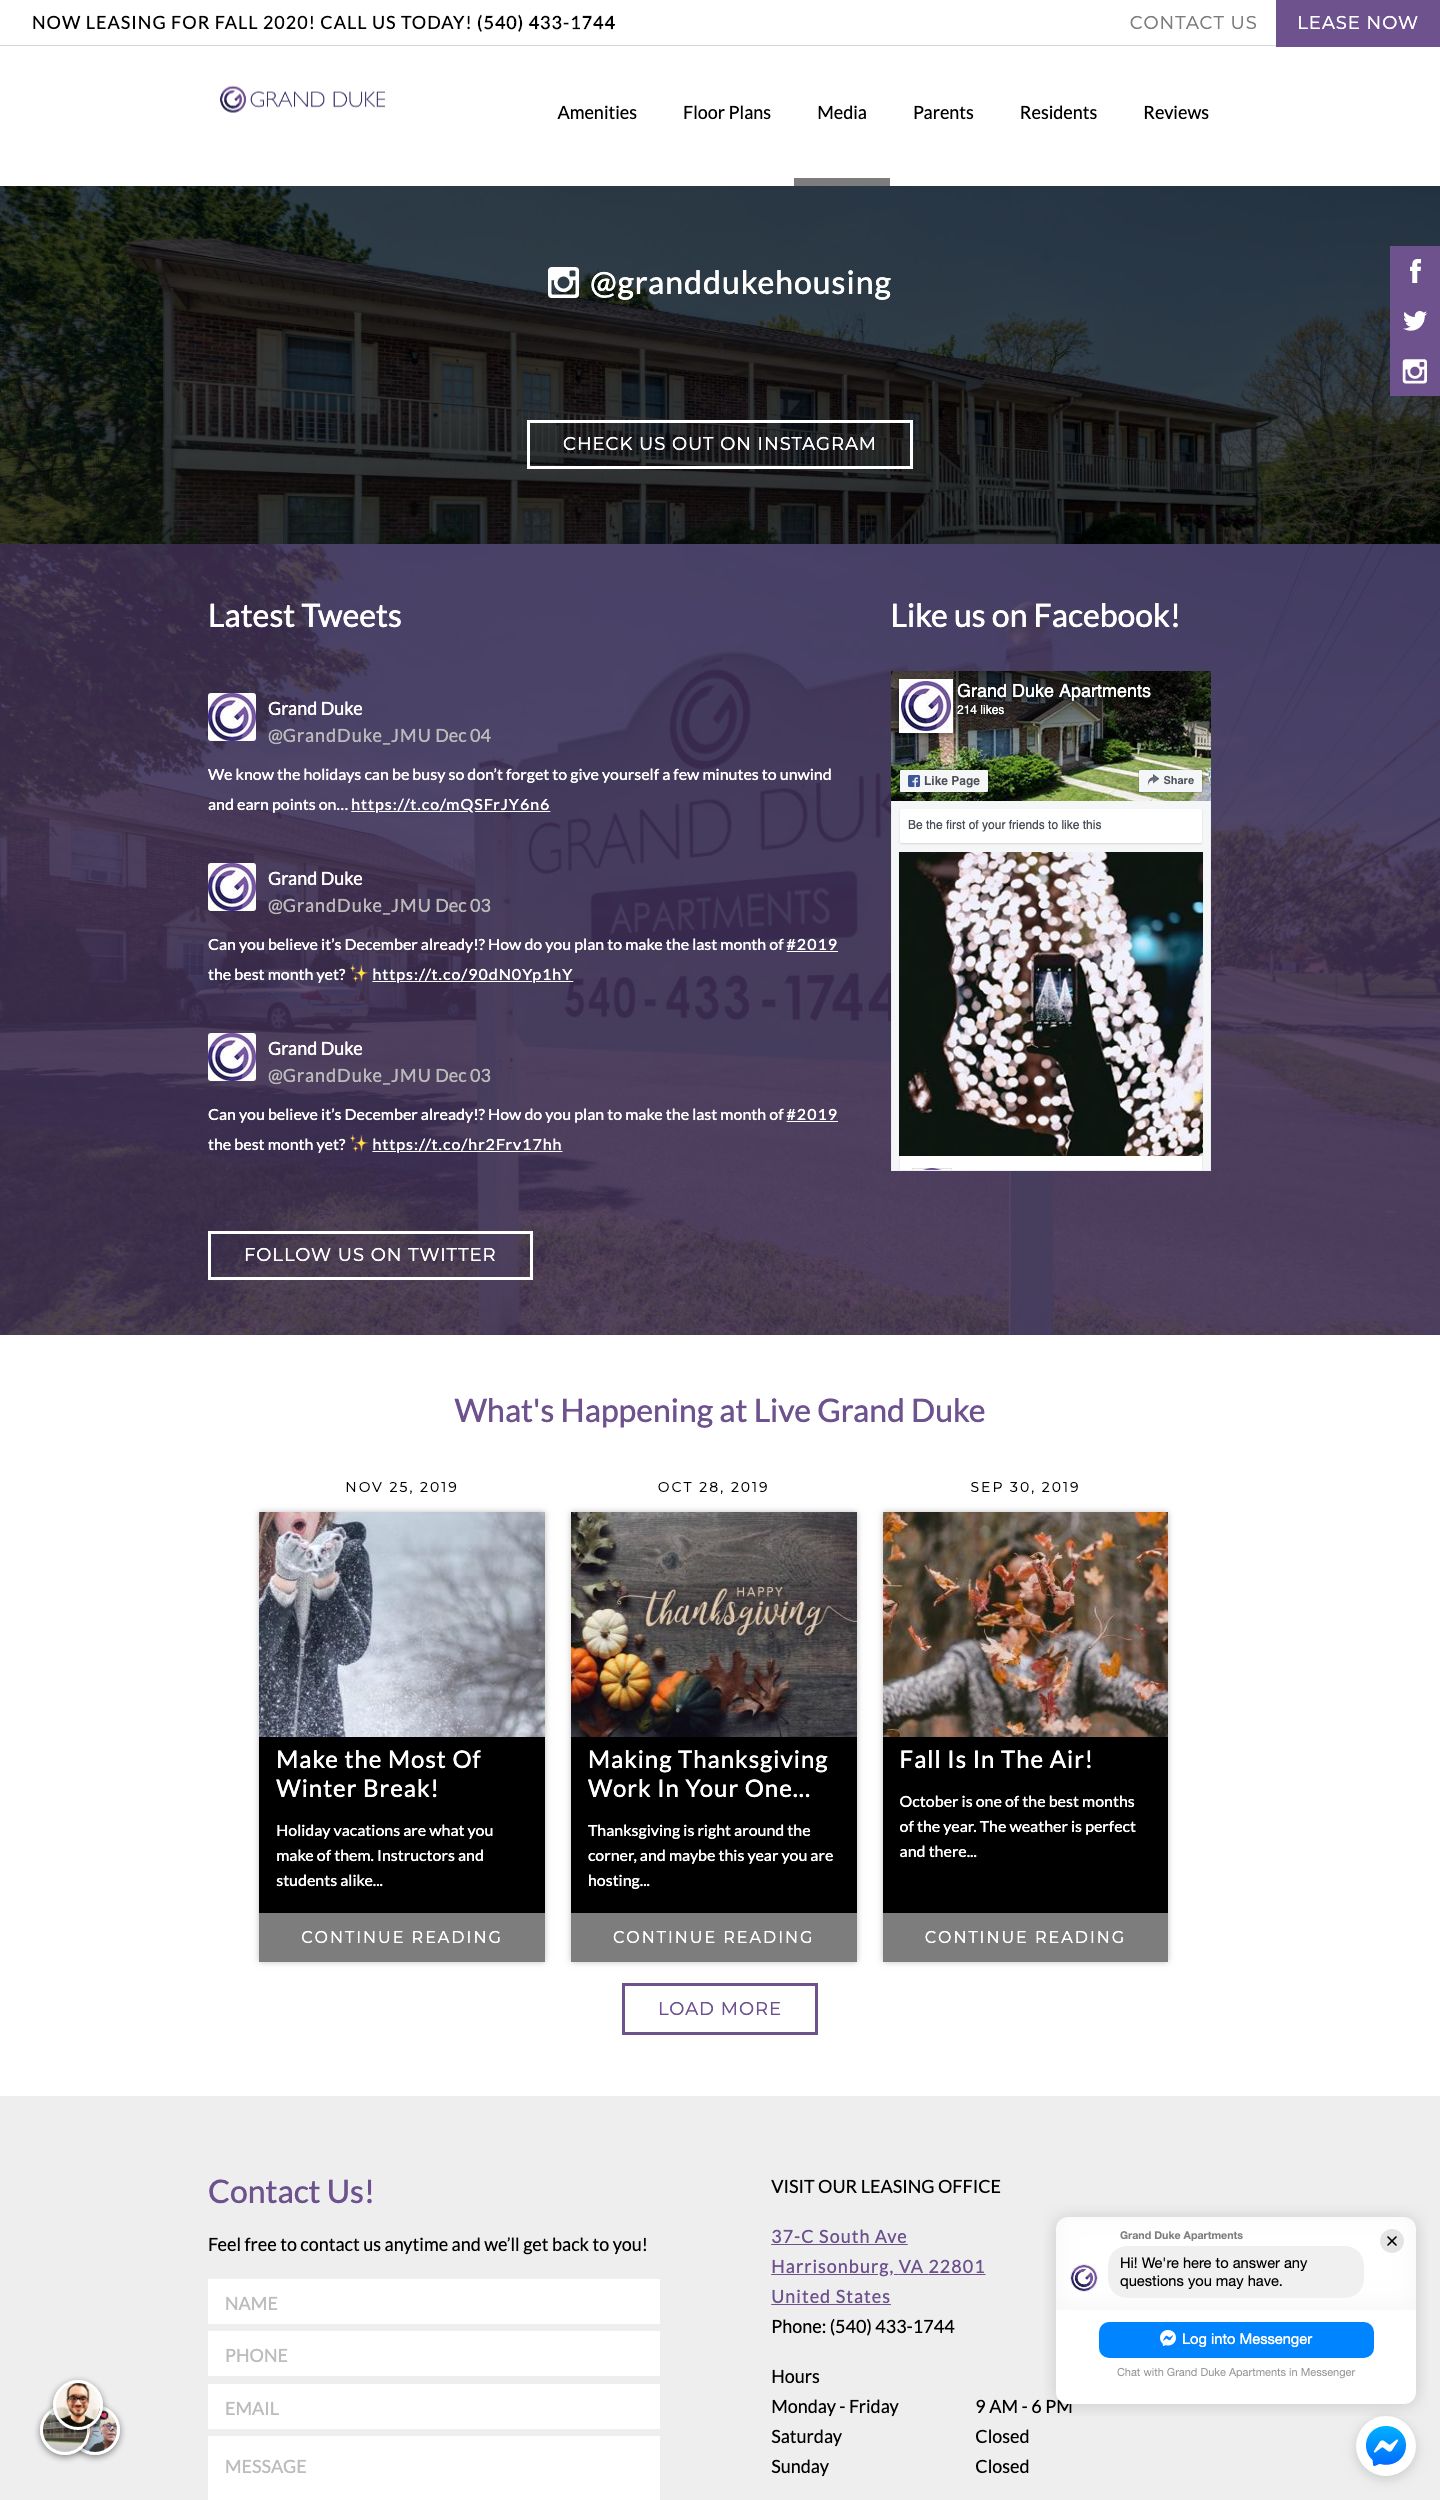 NOW LEASING FOR FALL 2020! CALL US TODAY! (540) 433-1744
CONTACT US
LEASE NOW
GRAND DUKE
Amenities
Floor Plans
Media
Parents
Residents
Reviews
@granddukehousing
CHECK US OUT ON INSTAGRAM
Latest Tweets
Grand Duke
@GrandDuke_JMU Dec 04
We know the holidays can be busy so don’t forget to give yourself a few minutes to unwind
and earn points on… https://t.co/mQSFrJY6n6
Grand Duke
@GrandDuke_JMU Dec 03
Can you believe it’s December already!? How do you plan to make the last month of #2019
the best month yet? ✨ https://t.co/90dN0Yp1hY
Grand Duke
@GrandDuke_JMU Dec 03
Can you believe it’s December already!? How do you plan to make the last month of #2019
the best month yet? ✨ https://t.co/hr2Frv17hh
FOLLOW US ON TWITTER
GRAND DU
APARTMENTS
540-433-1744
Like us on Facebook!
Grand Duke Apartments
214 likes
Like Page
Share
Be the first of your friends to like this
What's Happening at Live Grand Duke
NOV 25, 2019
Make the Most Of
Winter Break!
Holiday vacations are what you
make of them. Instructors and
students alike...
CONTINUE READING
OCT 28, 2019
HAPPY
thanksgiving
Making Thanksgiving
Work In Your One...
Thanksgiving is right around the
corner, and maybe this year you are
hosting...
CONTINUE READING
SEP 30, 2019
Fall Is In The Air!
October is one of the best months
of the year. The weather is perfect
and there...
CONTINUE READING
LOAD MORE
Contact Us!
Feel free to contact us anytime and we’ll get back to you!
NAME
PHONE
EMAIL
MESSAGE
VISIT OUR LEASING OFFICE
37-C South Ave
Harrisonburg, VA 22801
United States
Phone: (540) 433-1744
Hours
Monday - Friday 9 AM - 6 PM
Saturday Closed
Sunday Closed
Grand Duke Apartments
Hi! We're here to answer any
questions you may have.
Log into Messenger
Chat with Grand Duke Apartments in Messenger